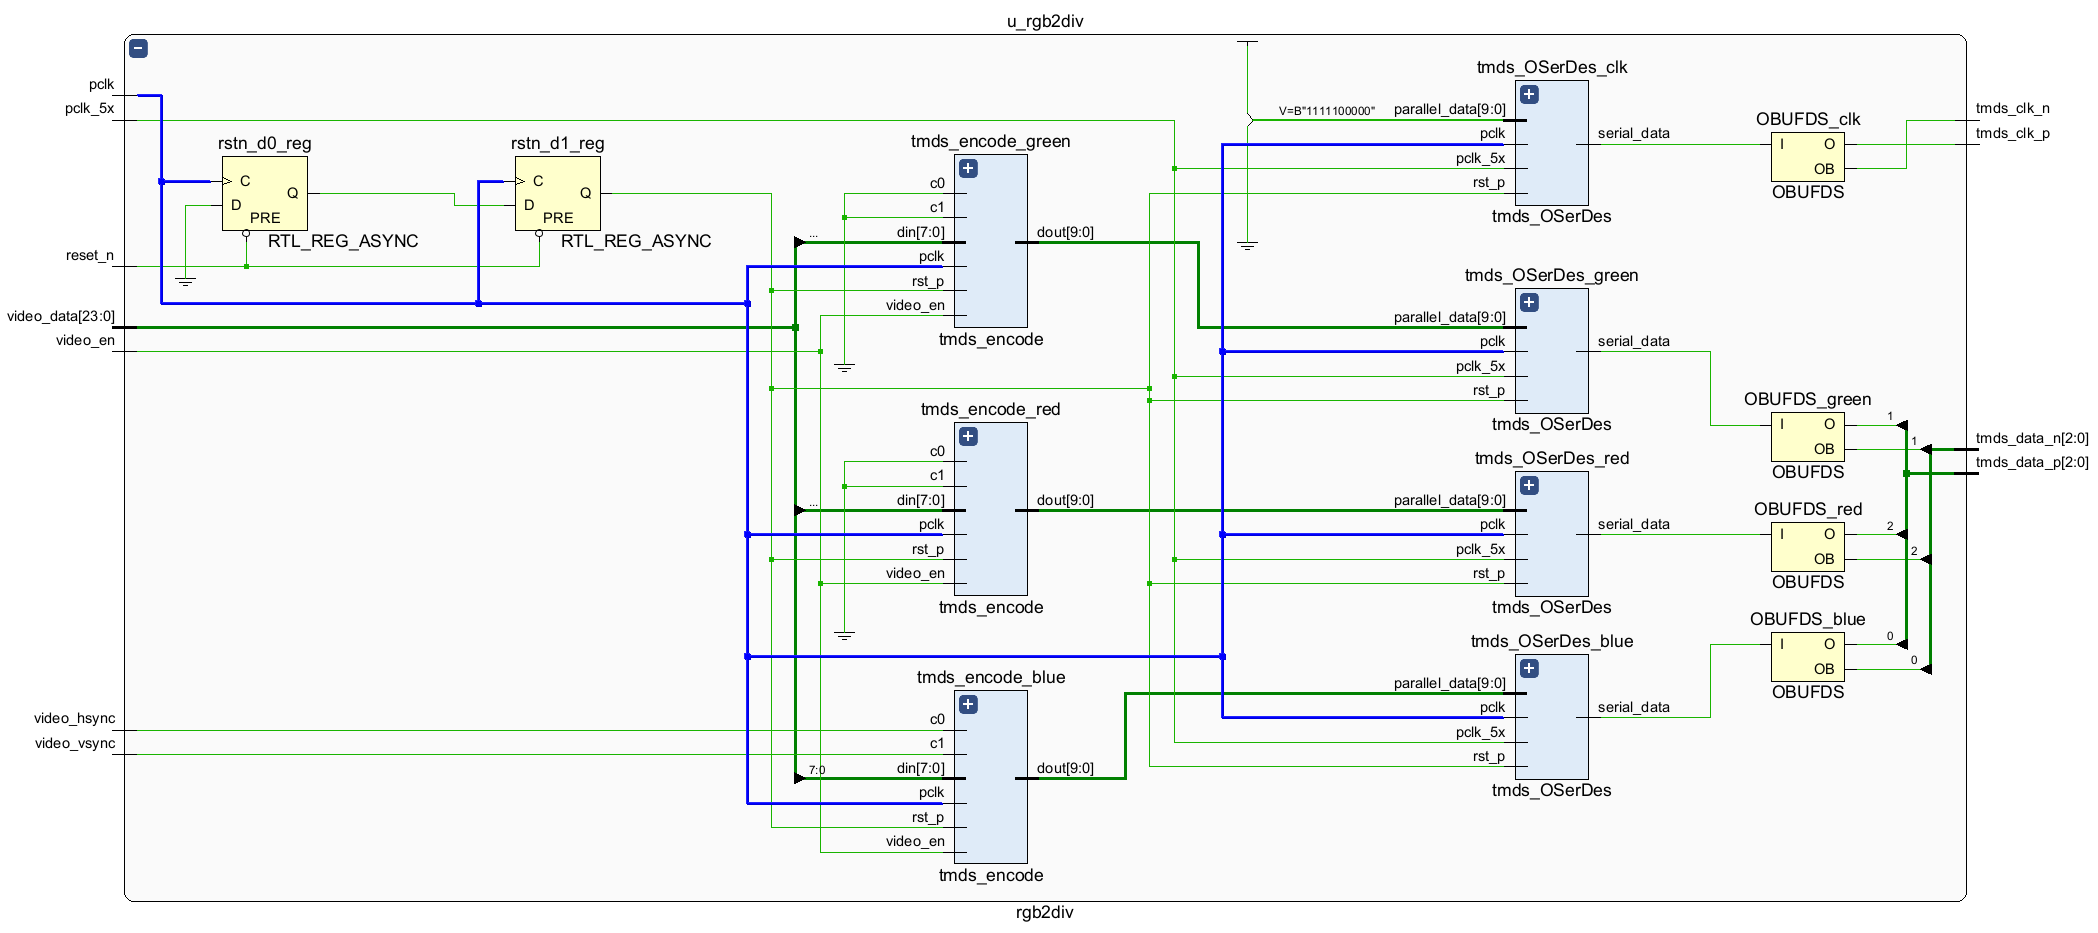 u_rgb2div
pclk
pclk_5x
reset_n
video_data[23:0]
video_en
video_hsync
video_vsync
rstn_d0_reg
C
D
Q
PRE
RTL_REG_ASYNC
rstn_d1_reg
C
D
Q
PRE
RTL_REG_ASYNC
tmds_encode_green
c0
c1
...
din[7:0]
pclk
rst_p
video_en
dout[9:0]
tmds_encode
tmds_encode_red
c0
c1
...
din[7:0]
pclk
rst_p
video_en
dout[9:0]
tmds_encode
tmds_encode_blue
c0
c1
7:0
din[7:0]
pclk
rst_p
video_en
dout[9:0]
tmds_encode
tmds_OSerDes_clk
V=B"1111100000"
parallel_data[9:0]
pclk
pclk_5x
rst_p
serial_data
tmds_OSerDes
tmds_OSerDes_green
parallel_data[9:0]
pclk
pclk_5x
rst_p
serial_data
tmds_OSerDes
tmds_OSerDes_red
parallel_data[9:0]
pclk
pclk_5x
rst_p
serial_data
tmds_OSerDes
tmds_OSerDes_blue
parallel_data[9:0]
pclk
pclk_5x
rst_p
serial_data
tmds_OSerDes
OBUFDS_clk
I
O
OB
OBUFDS
OBUFDS_green
I
O
OB
1
1
OBUFDS
OBUFDS_red
I
O
OB
2
2
OBUFDS
OBUFDS_blue
I
O
OB
0
0
OBUFDS
tmds_clk_n
tmds_clk_p
tmds_data_n[2:0]
tmds_data_p[2:0]
rgb2div